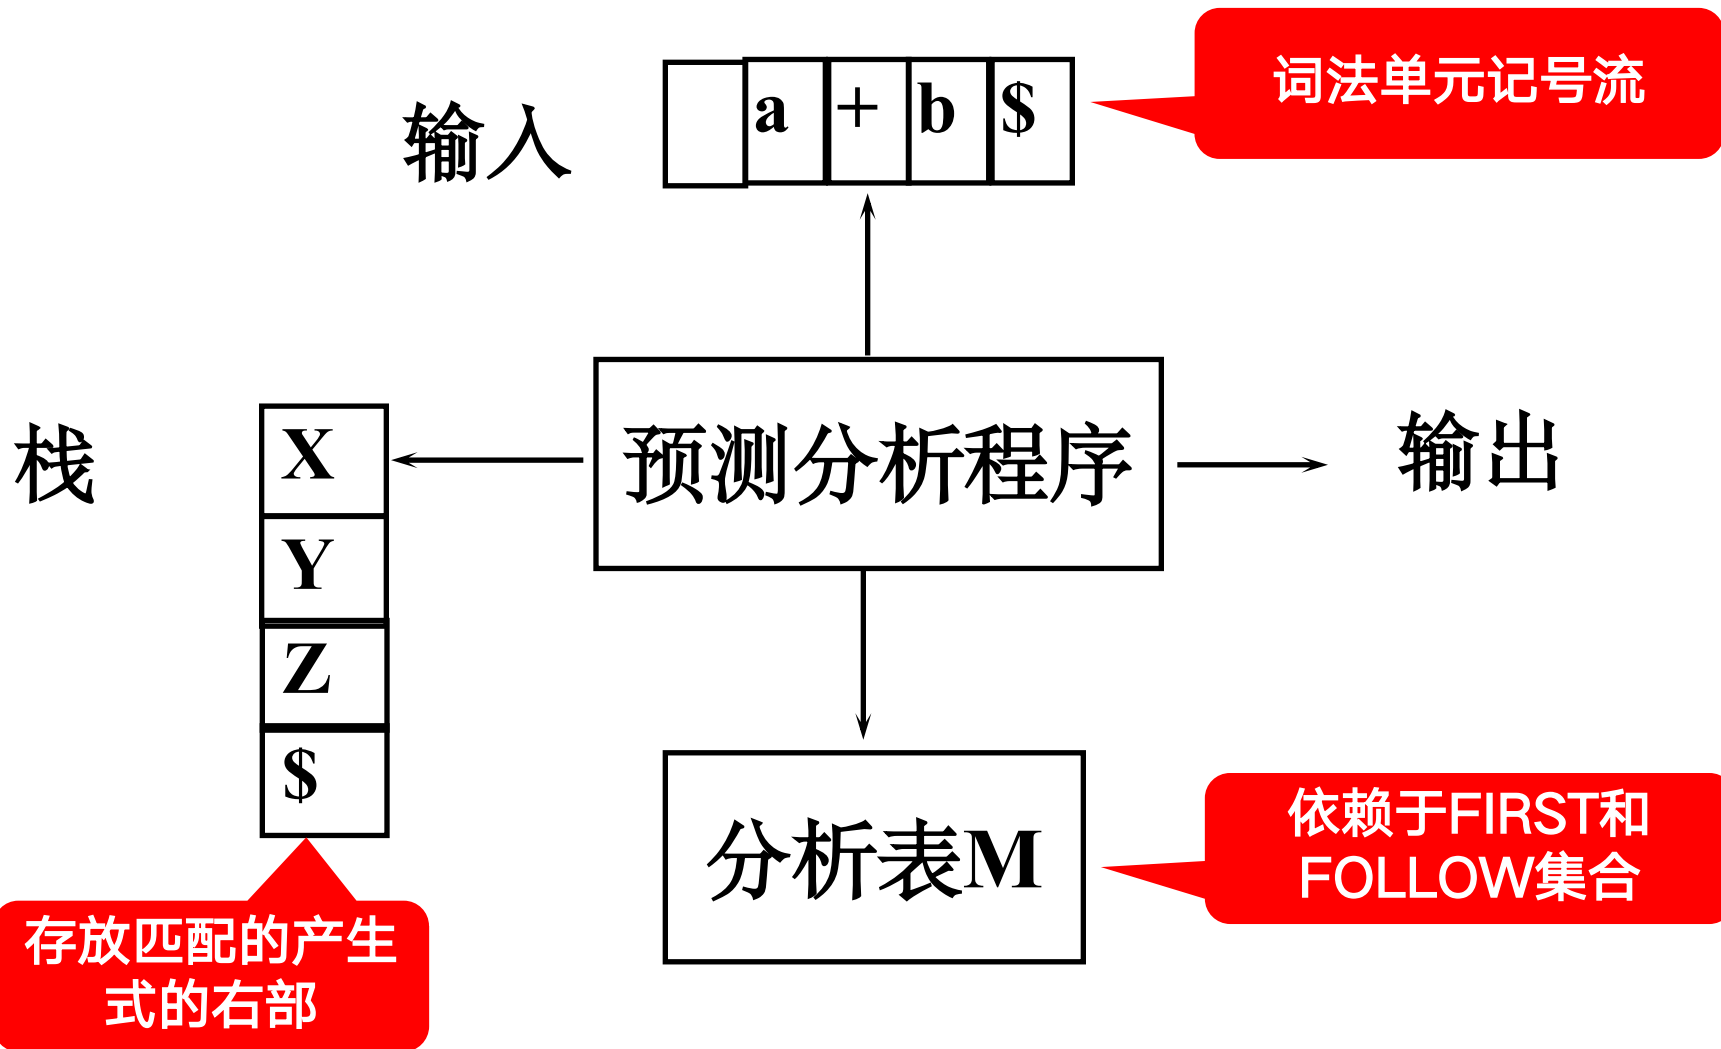 词法单元记号流
输入
a + b $
栈
X
Y
Z
$
预测分析程序
输出
分析表M
依赖于FIRST和
FOLLOW集合
存放匹配的产生
式的右部